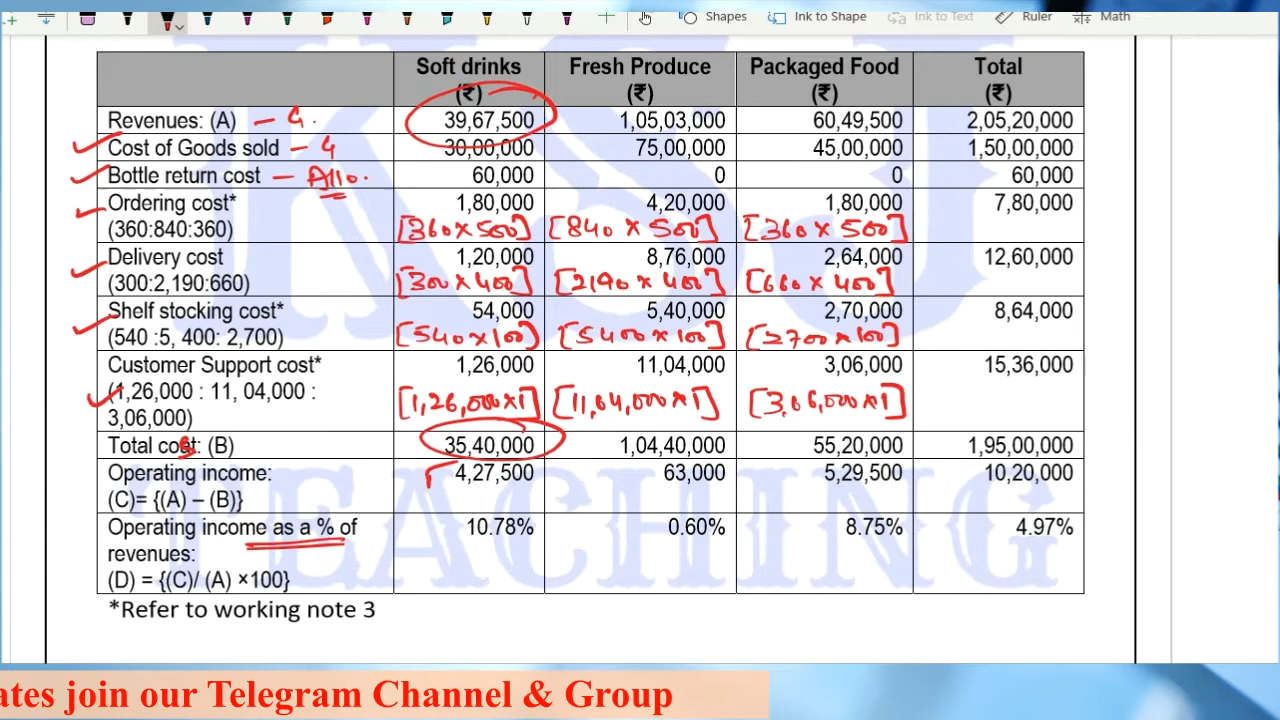 Shapes Ink to Shape Ink to Text Ruler Math
Soft drinks (₹) Fresh Produce (₹) Packaged Food (₹) Total (₹)
Revenues: (A) – G. 39,67,500 1,05,03,000 60,49,500 2,05,20,000
Cost of Goods sold – G 30,00,000 75,00,000 45,00,000 1,50,00,000
Bottle return cost – Allo. 60,000 0 0 60,000
Ordering cost* 1,80,000 4,20,000 1,80,000 7,80,000
(360:840:360) [360 × 500] [840 × 500] [360 × 500]
Delivery cost 1,20,000 8,76,000 2,64,000 12,60,000
(300:2,190:660) [300 × 400] [2190 × 400] [660 × 400]
Shelf stocking cost* 54,000 5,40,000 2,70,000 8,64,000
(540 :5, 400: 2,700) [540 × 100] [5400 × 100] [2700 × 100]
Customer Support cost* 1,26,000 11,04,000 3,06,000 15,36,000
(1,26,000 : 11, 04,000 : [1,26,000 × 1] [11,04,000 × 1] [3,06,000 × 1]
3,06,000)
Total cost: (B) 35,40,000 1,04,40,000 55,20,000 1,95,00,000
Operating income: 4,27,500 63,000 5,29,500 10,20,000
(C)= {(A) – (B)}
Operating income as a % of 10.78% 0.60% 8.75% 4.97%
revenues:
(D) = {(C)/ (A) ×100}
*Refer to working note 3
KSJ
TEACHING
ates join our Telegram Channel & Group